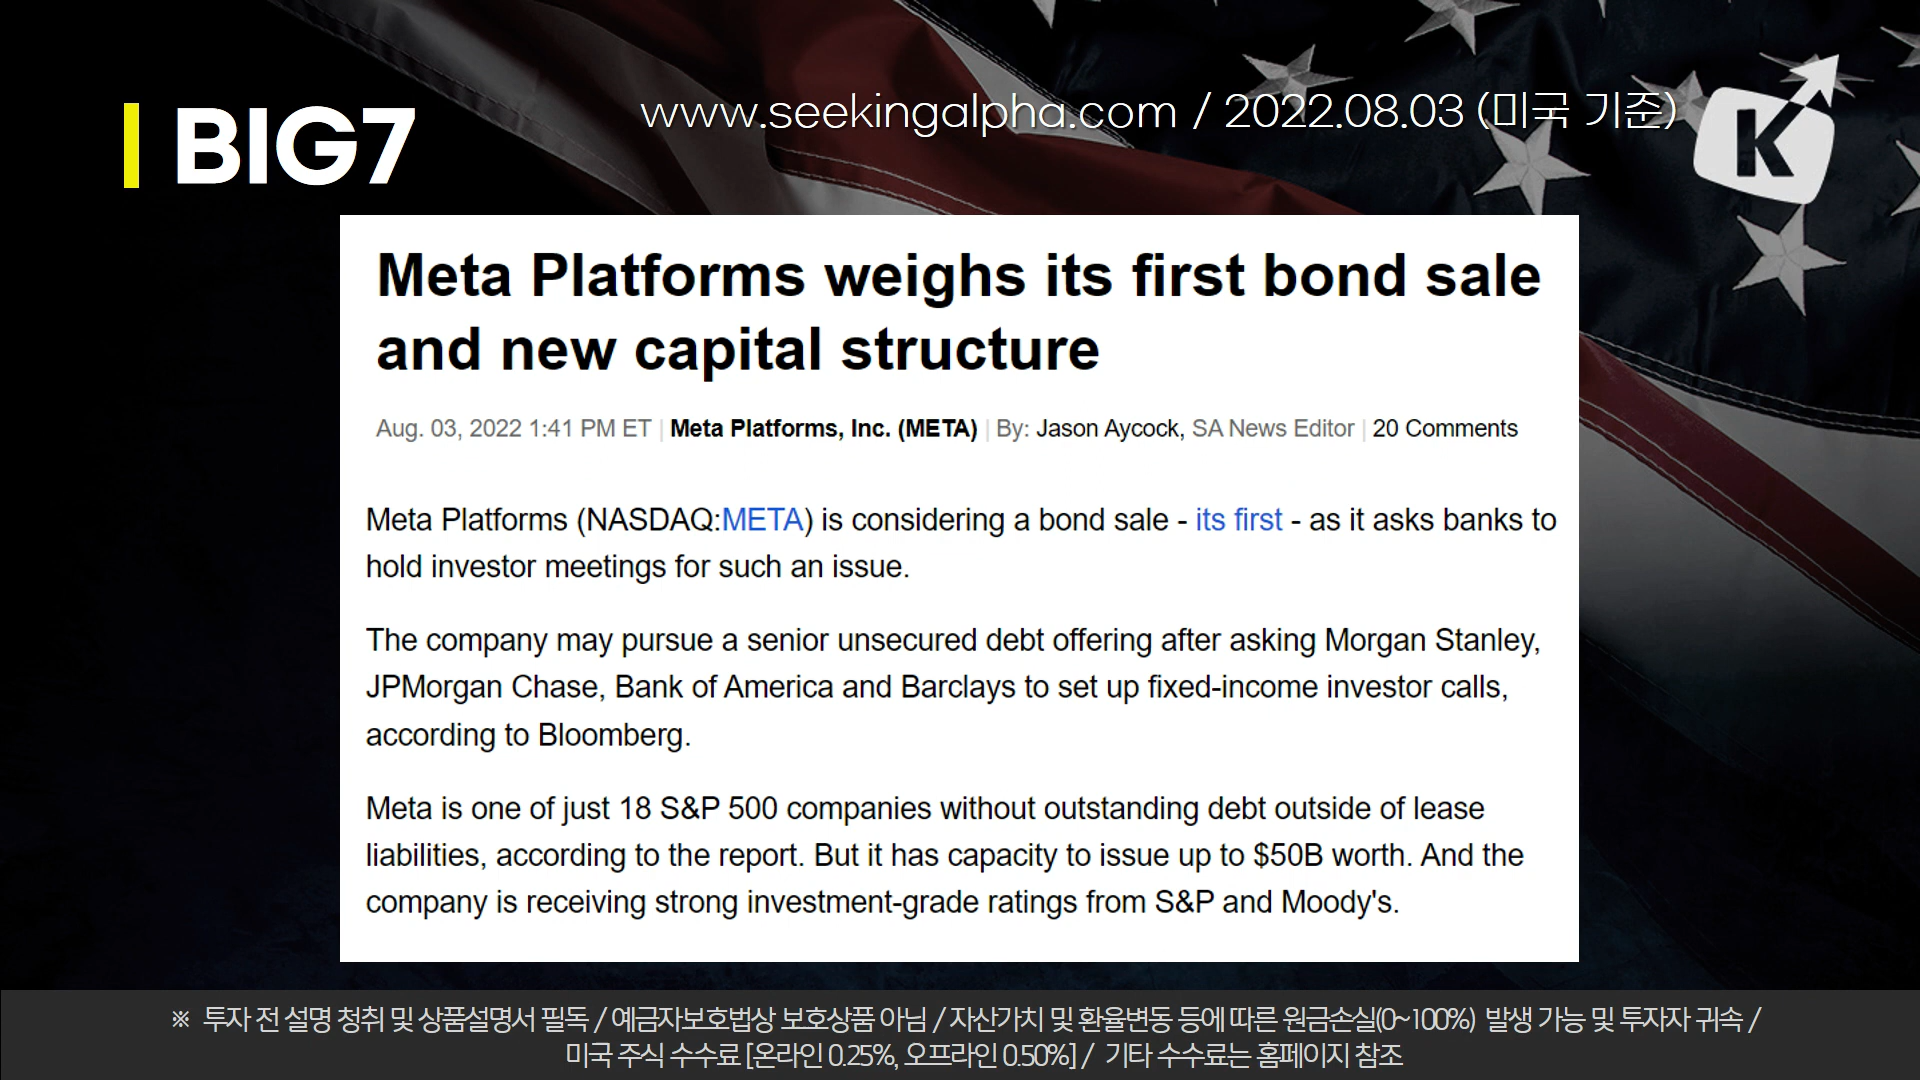 BIG7
www.seekingalpha.com / 2022.08.03 (미국 기준)
K
Meta Platforms weighs its first bond sale
and new capital structure
Aug. 03, 2022 1:41 PM ET | Meta Platforms, Inc. (META) | By: Jason Aycock, SA News Editor | 20 Comments
Meta Platforms (NASDAQ:META) is considering a bond sale - its first - as it asks banks to
hold investor meetings for such an issue.
The company may pursue a senior unsecured debt offering after asking Morgan Stanley,
JPMorgan Chase, Bank of America and Barclays to set up fixed-income investor calls,
according to Bloomberg.
Meta is one of just 18 S&P 500 companies without outstanding debt outside of lease
liabilities, according to the report. But it has capacity to issue up to $50B worth. And the
company is receiving strong investment-grade ratings from S&P and Moody's.
※ 투자 전 설명 청취 및 상품설명서 필독 / 예금자보호법상 보호상품 아님 / 자산가치 및 환율변동 등에 따른 원금손실(0~100%) 발생 가능 및 투자자 귀속 /
미국 주식 수수료 [온라인 0.25%, 오프라인 0.50%] / 기타 수수료는 홈페이지 참조